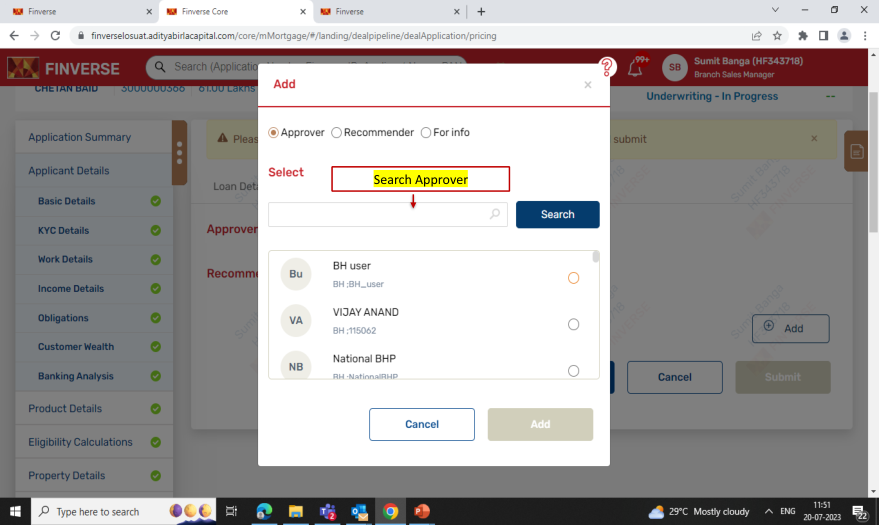 Finverse
Finverse Core
Finverse
finverselosuat.adityabirlacapital.com/core/mMortgage/#/landing/dealpipeline/dealApplication/pricing
FINVERSE
Search (Applicatio
99+
SB
Sumit Banga (HF343718)
Branch Sales Manager
CHETAN BAID
3000000366
61.00 Lakhs
Underwriting - In Progress
--
Application Summary
Applicant Details
Basic Details
KYC Details
Work Details
Income Details
Obligations
Customer Wealth
Banking Analysis
Product Details
Eligibility Calculations
Property Details
Pleas
submit
Loan Deta
Approver
Recomme
Add
Cancel
Submit
Add
Approver
Recommender
For info
Select
Search Approver
Search
Bu
BH user
BH ;BH_user
VA
VIJAY ANAND
BH ;115062
NB
National BHP
BH ;NationalBHP
Cancel
Add
Type here to search
29°C Mostly cloudy
ENG
11:51
20-07-2023
22